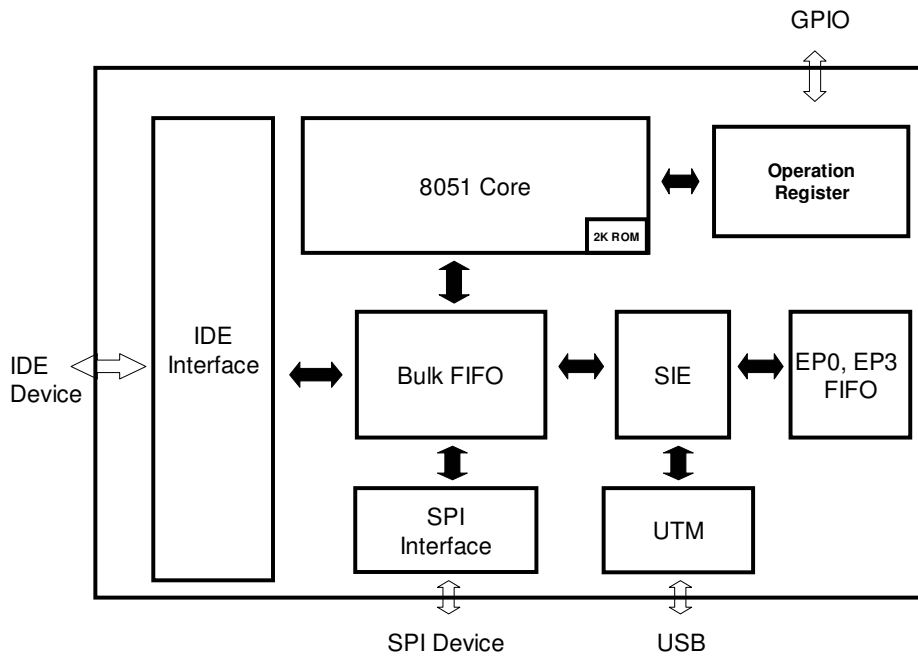 GPIO
8051 Core
2K ROM
Operation
Register
IDE
Device
IDE
Interface
Bulk FIFO
SIE
EP0, EP3
FIFO
SPI
Interface
UTM
SPI Device
USB